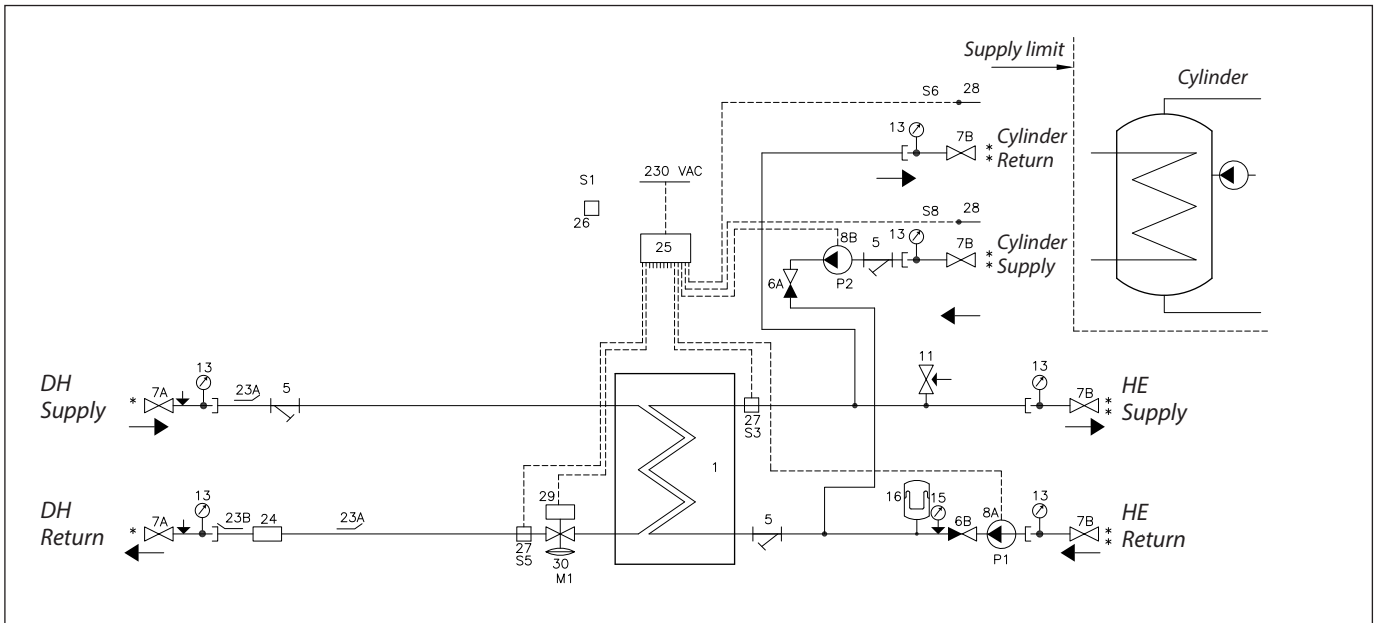 Supply limit
Cylinder
S6 28
13 7B * *
Cylinder
Return
S1
230 VAC
26
25
S8 28
8B 5 13 7B * *
Cylinder
Supply
6A
P2
DH
Supply
* 7A 13 23A 5
27
S3
11
13
7B * *
HE
Supply
1
DH
Return
* 7A 13 23B 24 23A
27
S5
29
30
M1
5
16 15
6B 8A
P1
13
7B * *
HE
Return